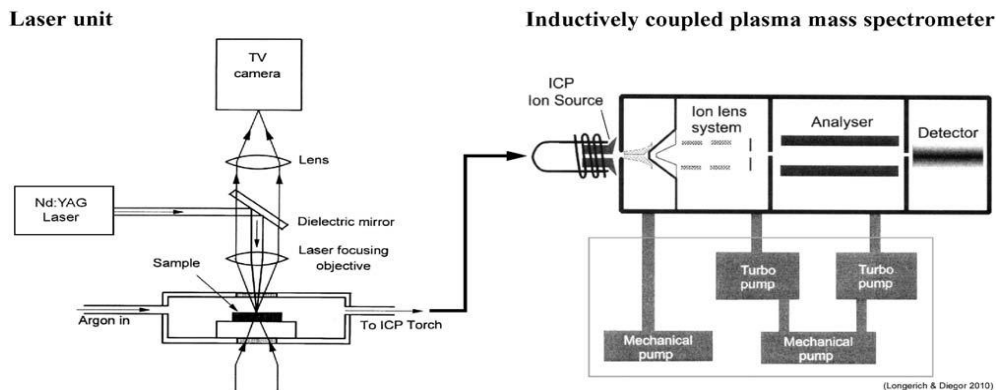 Laser unit
TV
camera
Lens
Nd:YAG
Laser
Dielectric mirror
Laser focusing
objective
Sample
Argon in
To ICP Torch
Inductively coupled plasma mass spectrometer
ICP
Ion Source
Ion lens
system
Analyser
Detector
Turbo
pump
Turbo
pump
Mechanical
pump
Mechanical
pump
(Longerich & Diegor 2010)